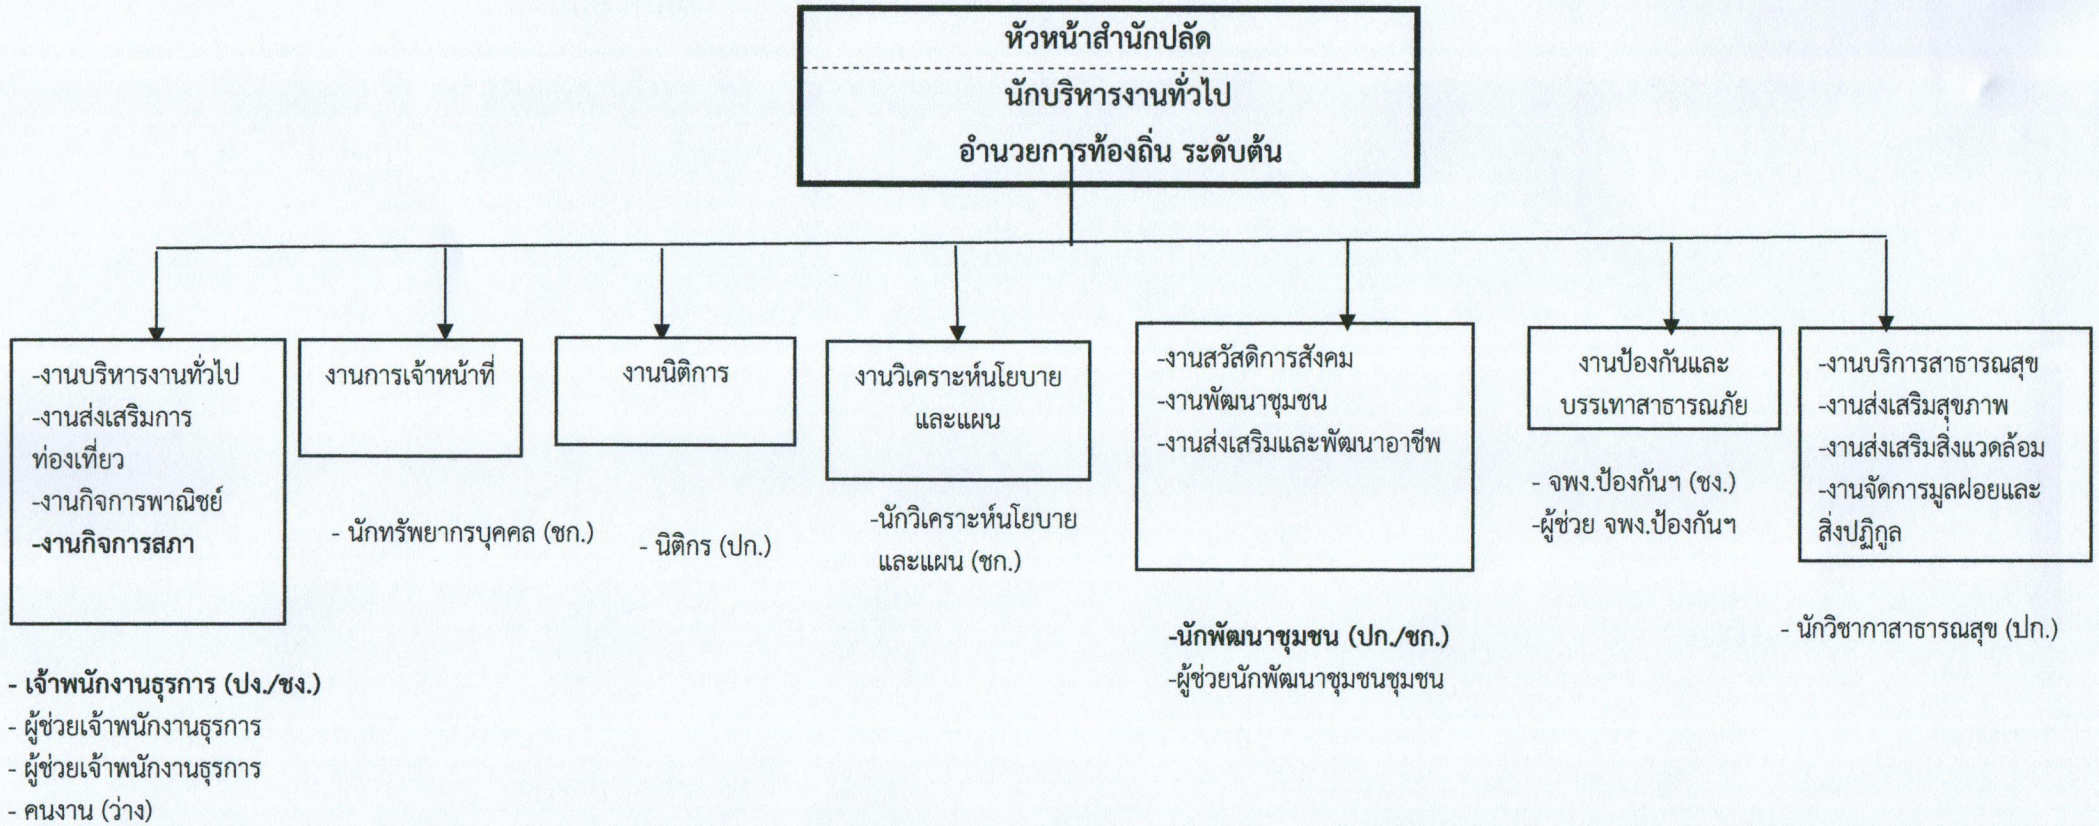 หัวหน้าสำนักปลัด
นักบริหารงานทั่วไป
อำนวยการท้องถิ่น ระดับต้น
-งานบริหารงานทั่วไป
-งานส่งเสริมการ
ท่องเที่ยว
-งานกิจการพาณิชย์
-งานกิจการสภา
- เจ้าพนักงานธุรการ (ปง./ชง.)
- ผู้ช่วยเจ้าพนักงานธุรการ
- ผู้ช่วยเจ้าพนักงานธุรการ
- คนงาน (ว่าง)
งานการเจ้าหน้าที่
- นักทรัพยากรบุคคล (ชก.)
งานนิติการ
- นิติกร (ปก.)
งานวิเคราะห์นโยบาย
และแผน
-นักวิเคราะห์นโยบาย
และแผน (ชก.)
-งานสวัสดิการสังคม
-งานพัฒนาชุมชน
-งานส่งเสริมและพัฒนาอาชีพ
-นักพัฒนาชุมชน (ปก./ชก.)
-ผู้ช่วยนักพัฒนาชุมชนชุมชน
งานป้องกันและ
บรรเทาสาธารณภัย
- จพง.ป้องกันฯ (ชง.)
-ผู้ช่วย จพง.ป้องกันฯ
-งานบริการสาธารณสุข
-งานส่งเสริมสุขภาพ
-งานส่งเสริมสิ่งแวดล้อม
-งานจัดการมูลฝอยและ
สิ่งปฏิกูล
- นักวิชากาสาธารณสุข (ปก.)